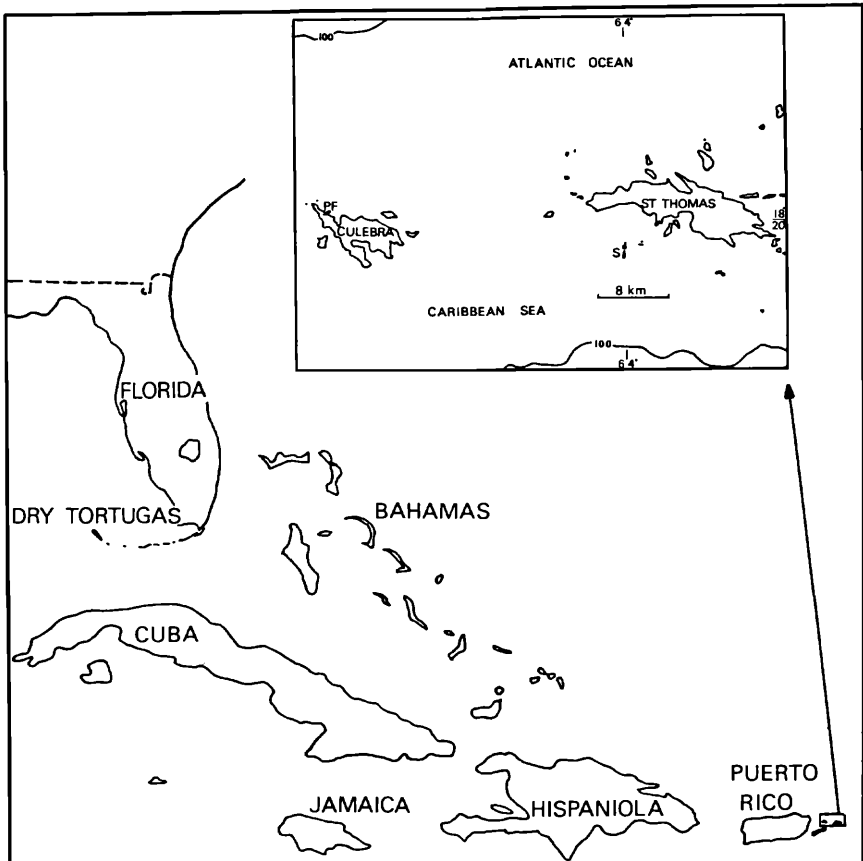 100
64°
ATLANTIC OCEAN
PF
CULEBRA
ST THOMAS
18°
20
S
8 km
CARIBBEAN SEA
100
64°
FLORIDA
DRY TORTUGAS
BAHAMAS
CUBA
JAMAICA
HISPANIOLA
PUERTO
RICO